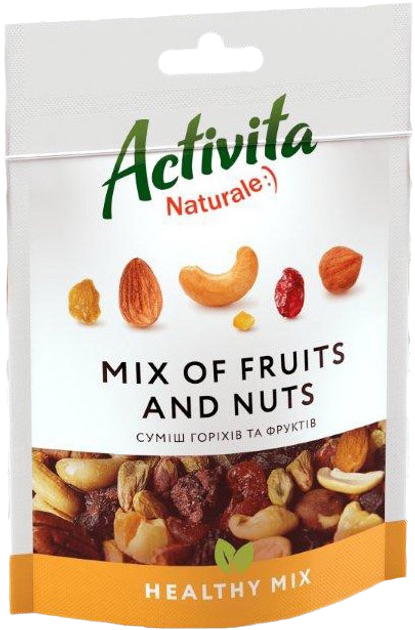 Activita
Naturale:)
MIX OF FRUITS
AND NUTS
СУМІШ ГОРІХІВ ТА ФРУКТІВ
HEALTHY MIX